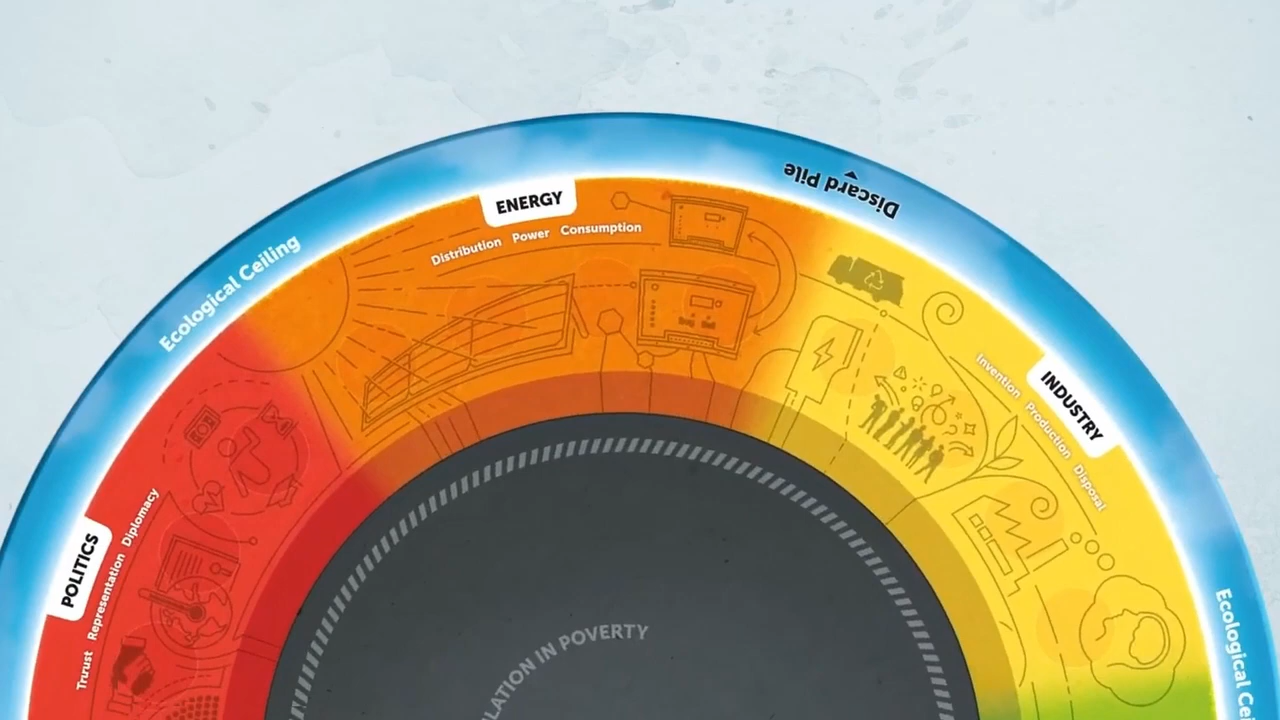 Ecological Ceiling
ENERGY
Distribution Power Consumption
Discard Pile
INDUSTRY
Invention Production Disposal
POLITICS
Trrust Representation Diplomacy
LATION IN POVERTY
Ecological Cei